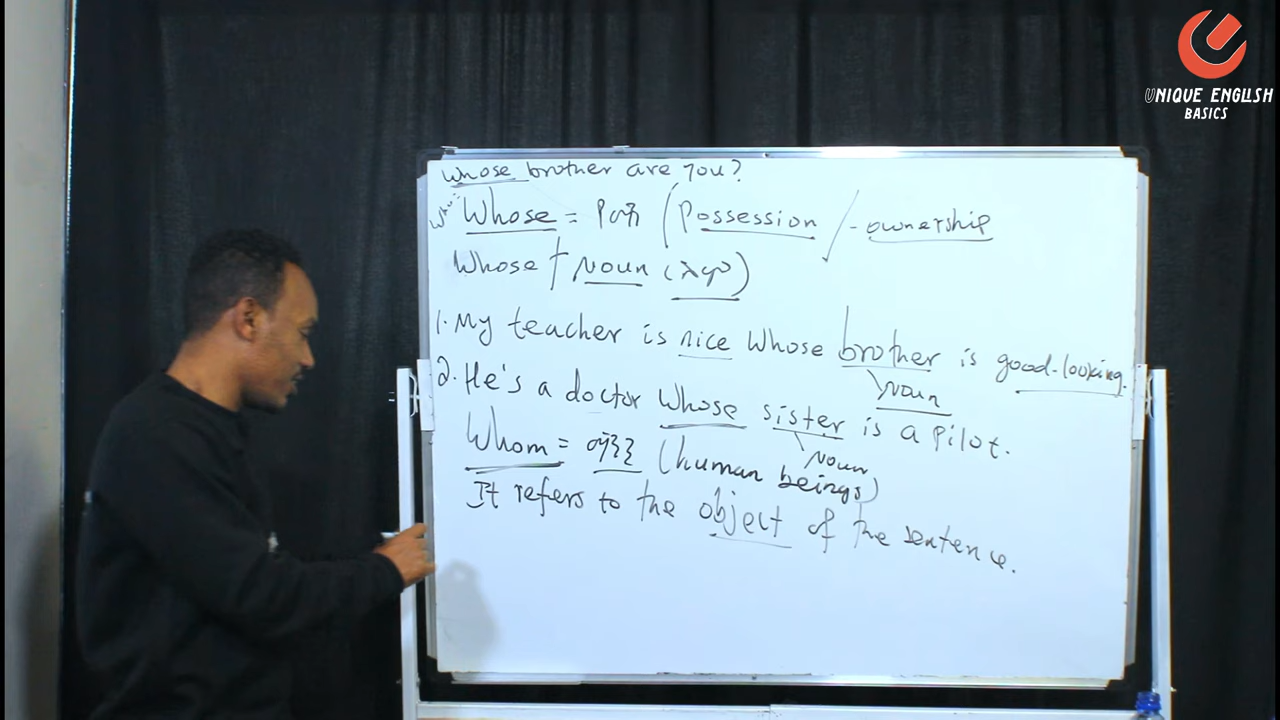 UNIQUE ENGLISH
BASICS
Whose brother are you?
Whose = የማን (Possession / - ownership
Whose + Noun (ስም)
1. My teacher is nice whose brother is good-looking.
Noun
2. He's a doctor whose sister is a pilot.
Noun
Whom = ማንን (human beings)
It refers to the object of the sentence.